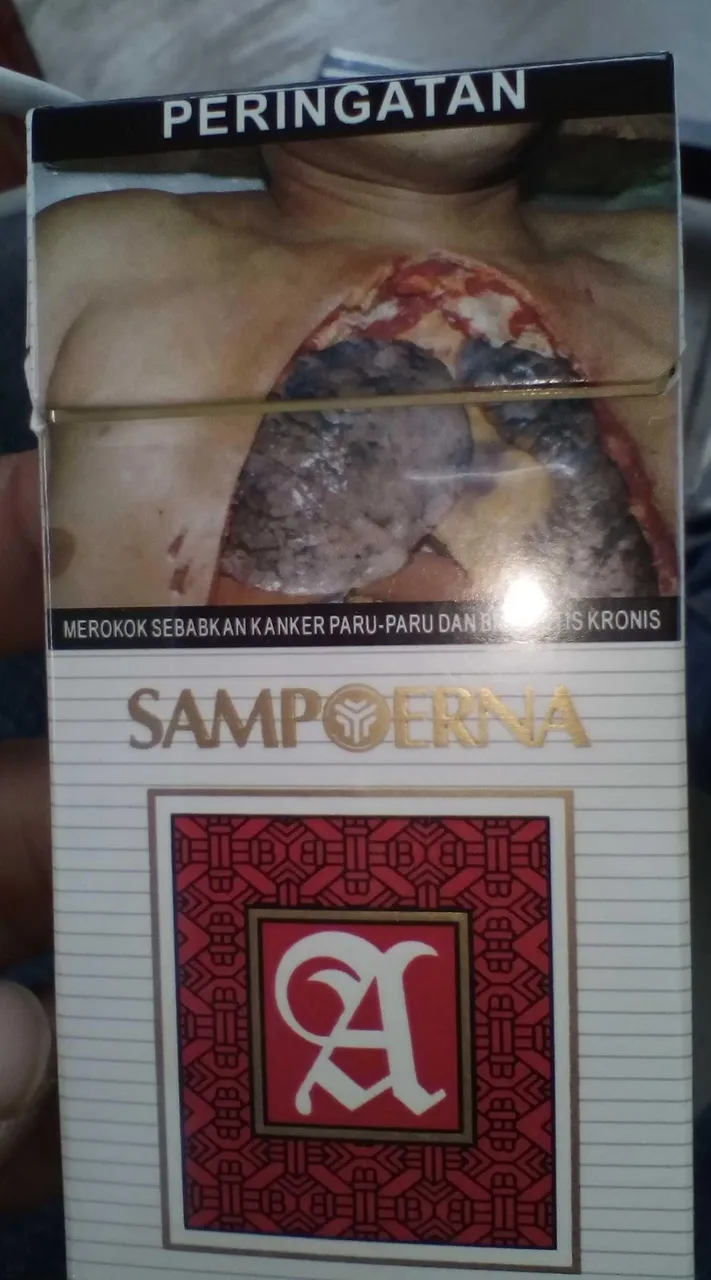 PERINGATAN
MEROKOK SEBABKAN KANKER PARU-PARU DAN KRONIS
SAMPOERNA
A